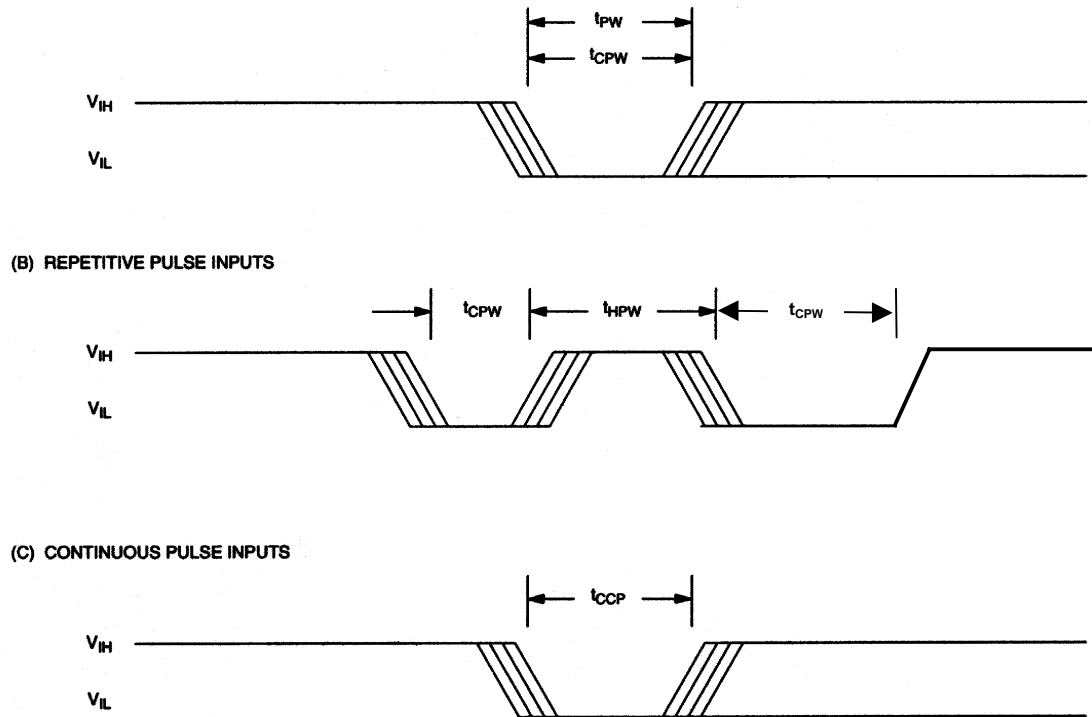 tPW
tCPW
VIH
VIL
(B) REPETITIVE PULSE INPUTS
tCPW tHPW tCPW
VIH
VIL
(C) CONTINUOUS PULSE INPUTS
tCCP
VIH
VIL